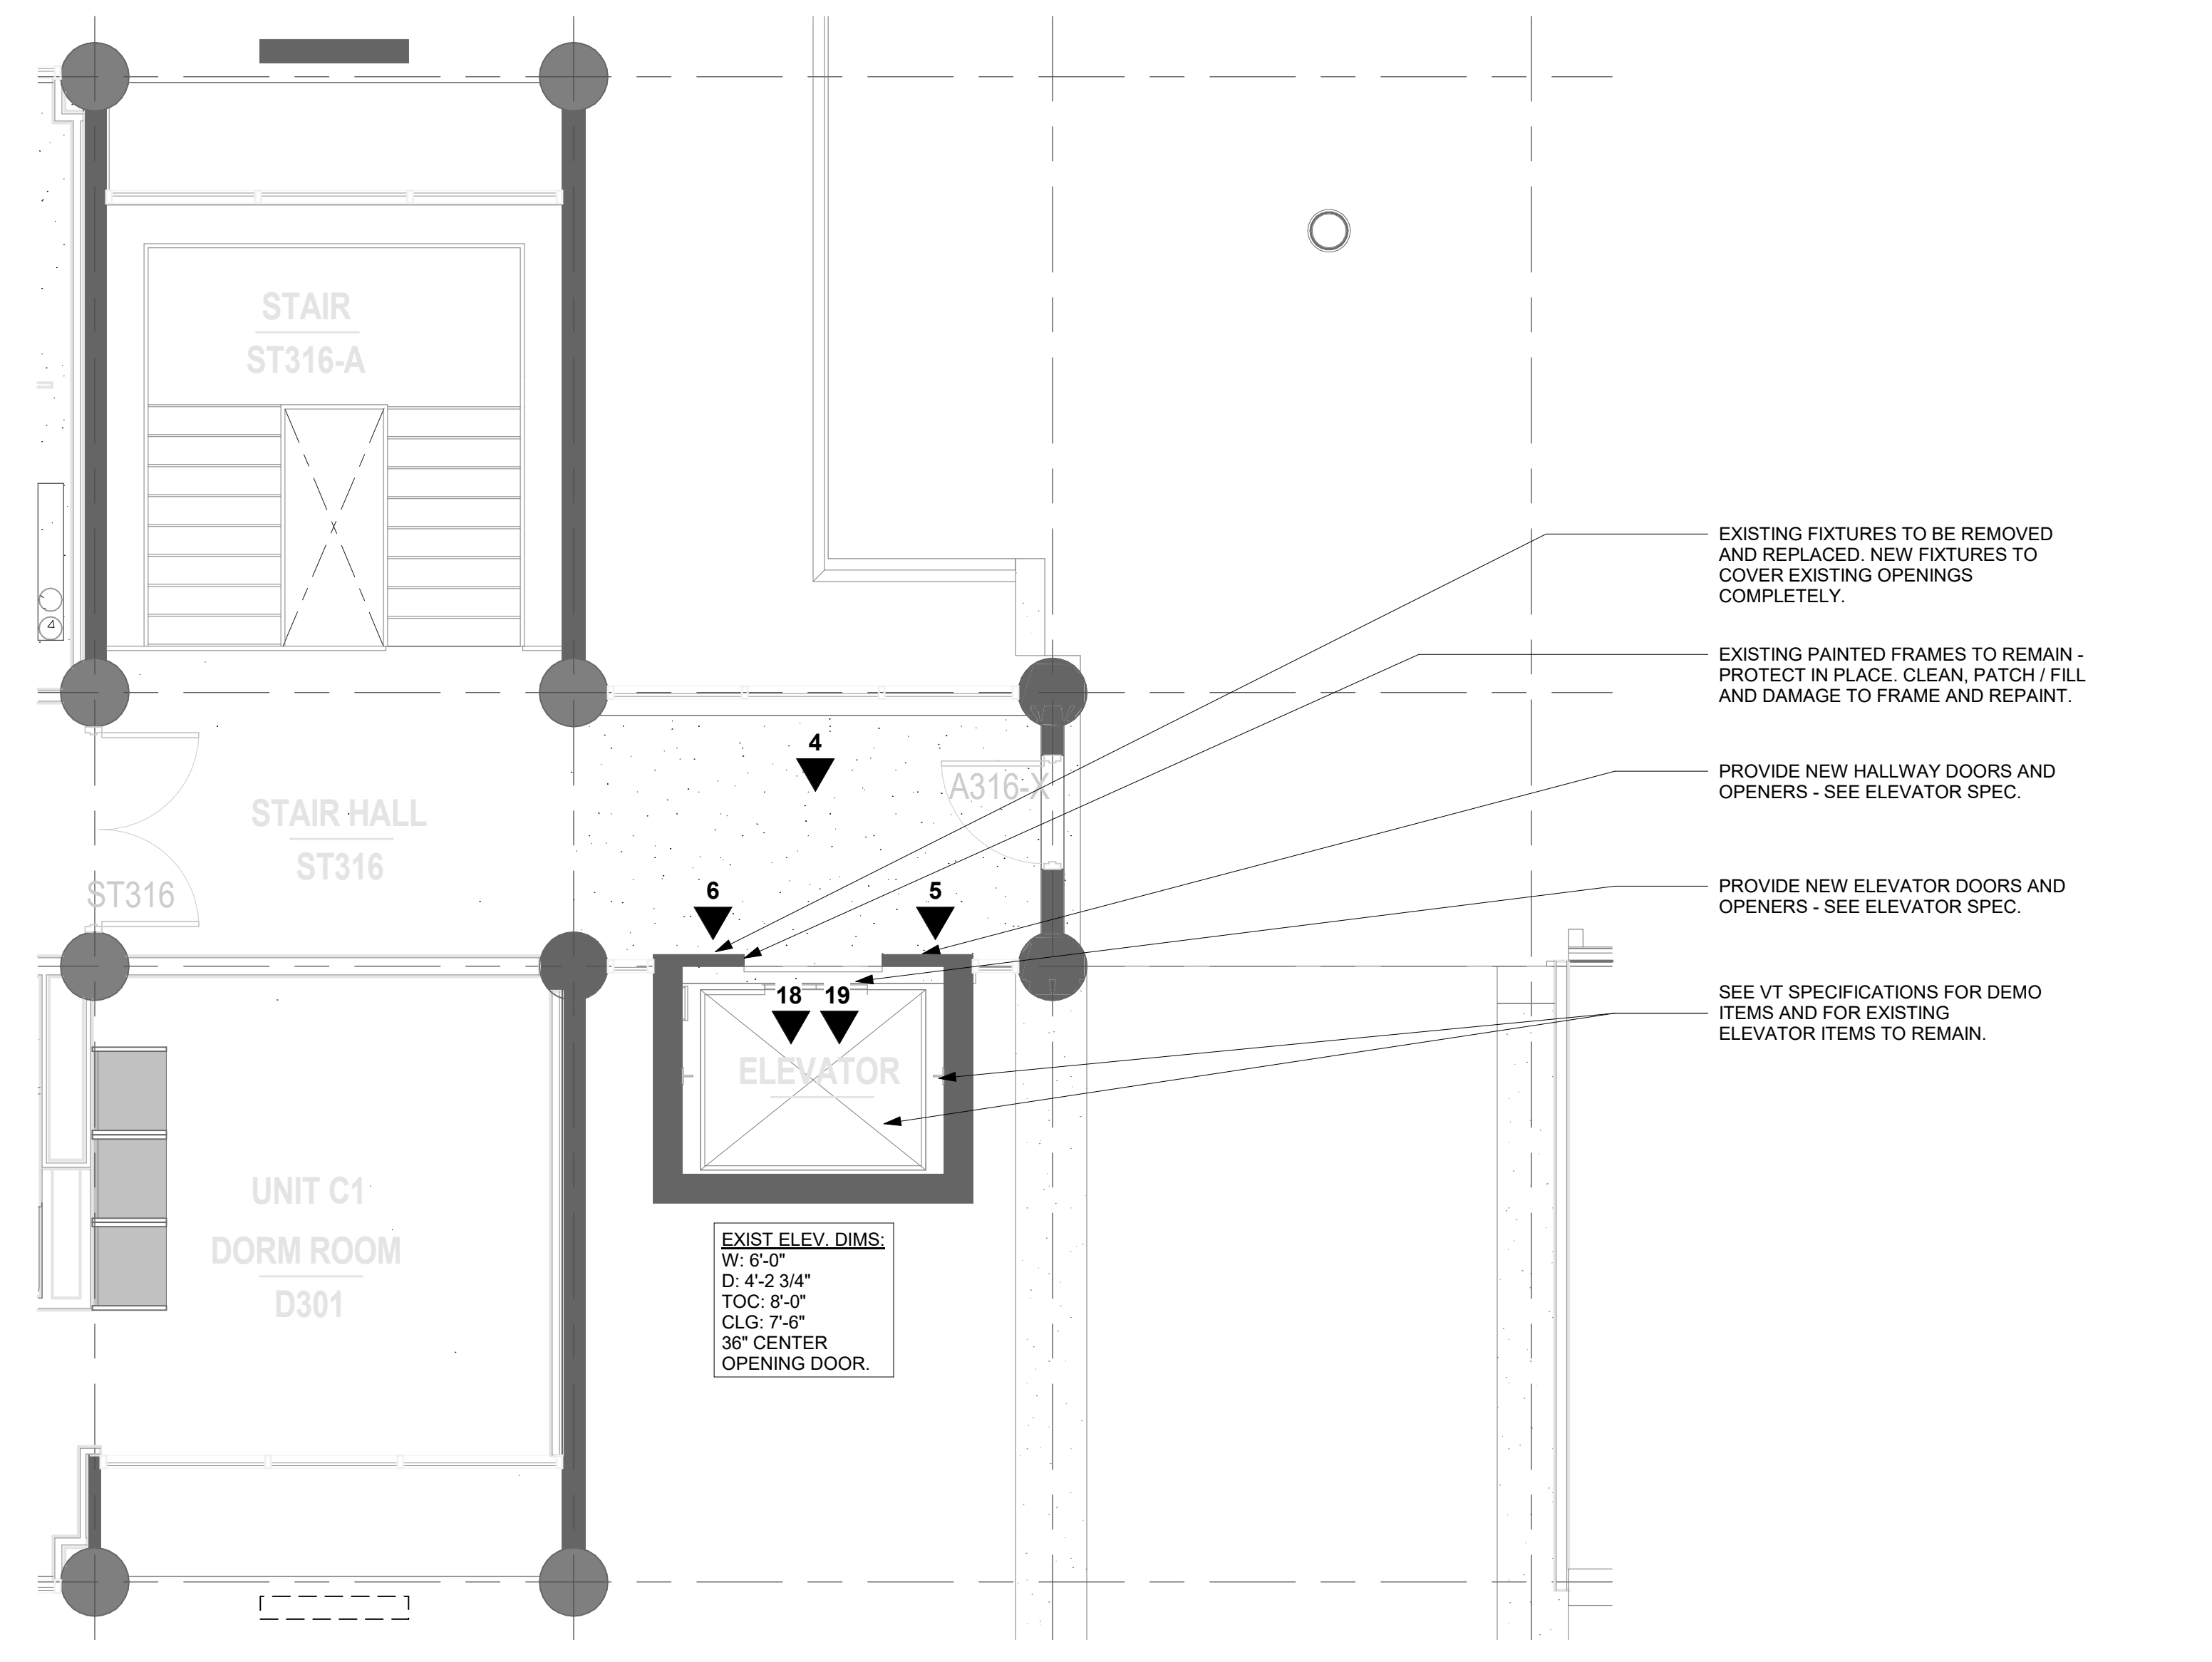 STAIR
ST316-A
EXISTING FIXTURES TO BE REMOVED
AND REPLACED. NEW FIXTURES TO
COVER EXISTING OPENINGS
COMPLETELY.
EXISTING PAINTED FRAMES TO REMAIN -
PROTECT IN PLACE. CLEAN, PATCH / FILL
AND DAMAGE TO FRAME AND REPAINT.
4
A316-X
PROVIDE NEW HALLWAY DOORS AND
OPENERS - SEE ELEVATOR SPEC.
STAIR HALL
ST316
ST316
6
5
PROVIDE NEW ELEVATOR DOORS AND
OPENERS - SEE ELEVATOR SPEC.
18
19
ELEVATOR
SEE VT SPECIFICATIONS FOR DEMO
ITEMS AND FOR EXISTING
ELEVATOR ITEMS TO REMAIN.
UNIT C1
DORM ROOM
D301
EXIST ELEV. DIMS:
W: 6'-0"
D: 4'-2 3/4"
TOC: 8'-0"
CLG: 7'-6"
36" CENTER
OPENING DOOR.